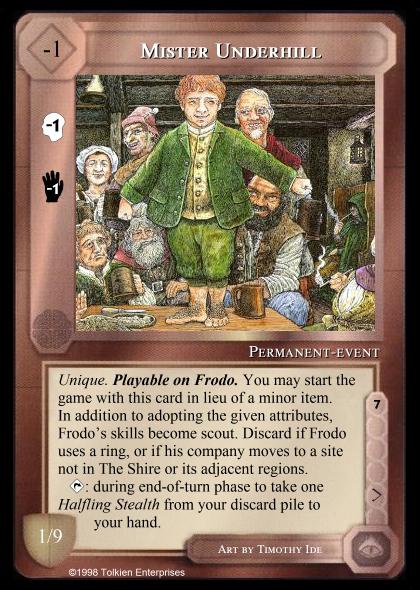 -1
Mister Underhill
-1
-1
Permanent-event
Unique. Playable on Frodo. You may start the
game with this card in lieu of a minor item.
In addition to adopting the given attributes,
Frodo’s skills become scout. Discard if Frodo
uses a ring, or if his company moves to a site
not in The Shire or its adjacent regions.
: during end-of-turn phase to take one
Halfling Stealth from your discard pile to
your hand.
7
1/9
Art by Timothy Ide
©1998 Tolkien Enterprises